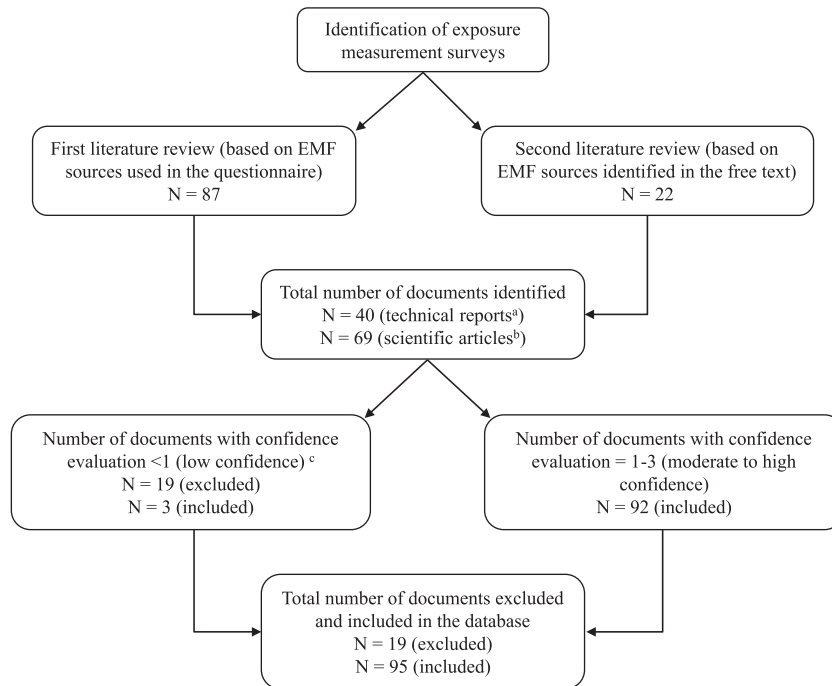 Identification of exposure
measurement surveys
First literature review (based on EMF
sources used in the questionnaire)
N = 87
Second literature review (based on
EMF sources identified in the free text)
N = 22
Total number of documents identified
N = 40 (technical reportsᵃ)
N = 69 (scientific articlesᵇ)
Number of documents with confidence
evaluation <1 (low confidence) ᶜ
N = 19 (excluded)
N = 3 (included)
Number of documents with confidence
evaluation = 1-3 (moderate to high
confidence)
N = 92 (included)
Total number of documents excluded
and included in the database
N = 19 (excluded)
N = 95 (included)